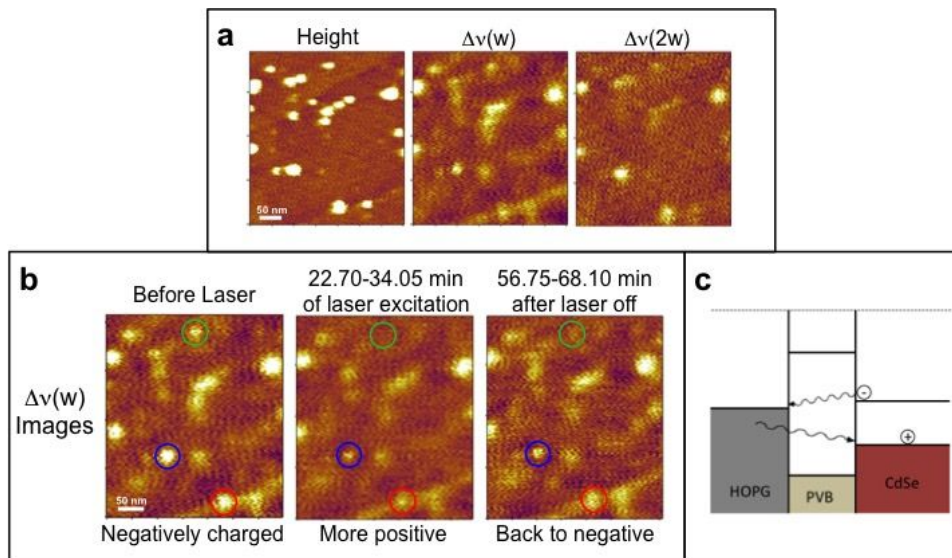 a
Height
Δν(w)
Δν(2w)
50 nm
b
Before Laser
22.70-34.05 min
of laser excitation
56.75-68.10 min
after laser off
Δν(w)
Images
50 nm
Negatively charged
More positive
Back to negative
c
-
+
HOPG
PVB
CdSe